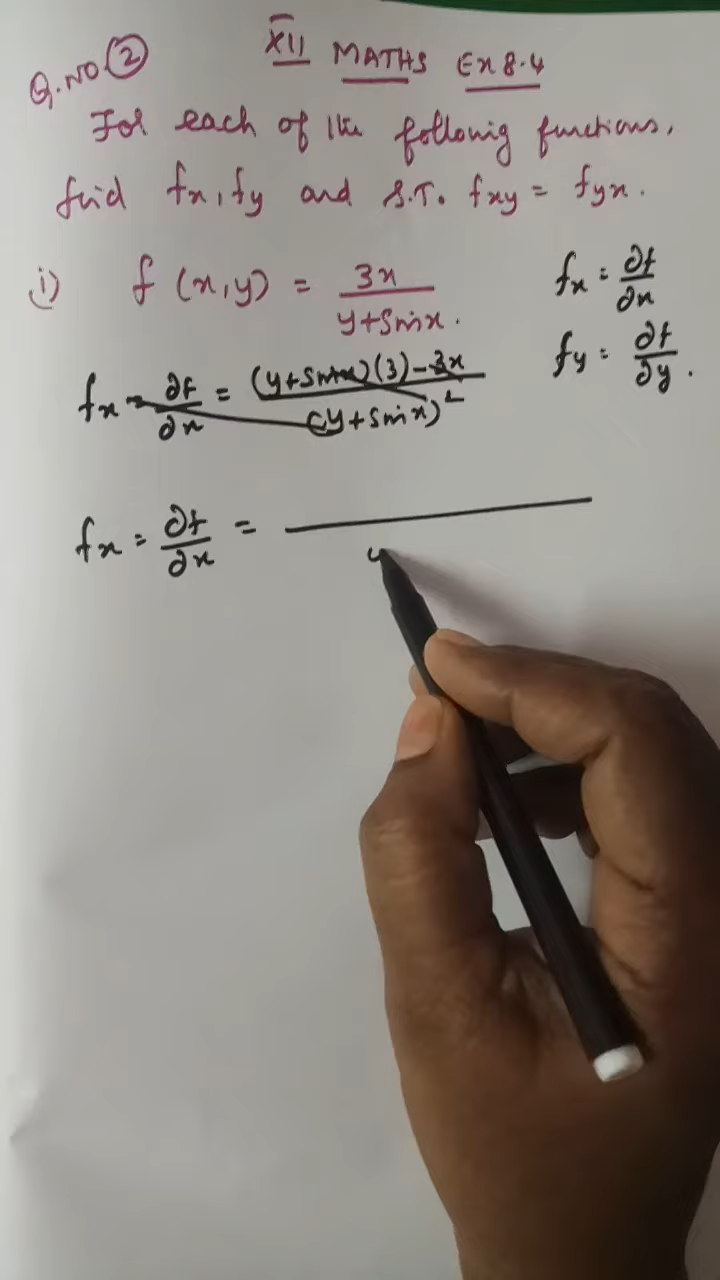 XII MATHS Ex 8.4
Q.NO. 2
For each of the following functions,
find fx, fy and S.T. fxy = fyx.
i) f(x,y) = 3x / y+sinx.
fx = ∂f/∂x
fy = ∂f/∂y.
fx = ∂f/∂x = (y+sinx)(3) - 3x / (y+sinx)²
fx = ∂f/∂x =